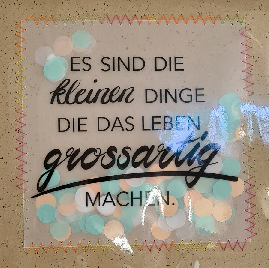 ES SIND DIE
kleinen DINGE
DIE DAS LEBEN
grossartig
MACHEN.